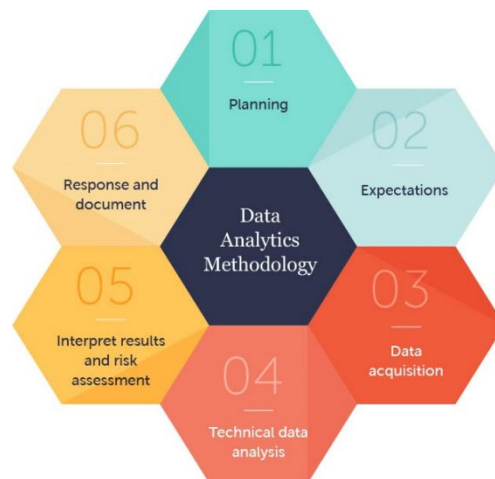 01
Planning
02
Expectations
03
Data
acquisition
04
Technical data
analysis
05
Interpret results
and risk
assessment
06
Response and
document
Data
Analytics
Methodology